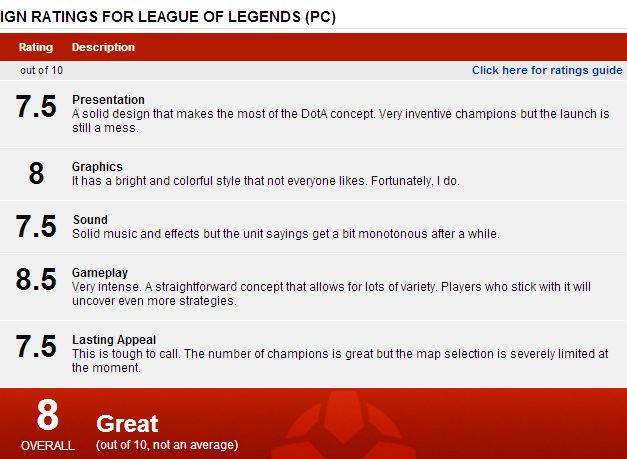 IGN RATINGS FOR LEAGUE OF LEGENDS (PC)
Rating Description
out of 10 Click here for ratings guide
7.5 Presentation
A solid design that makes the most of the DotA concept. Very inventive champions but the launch is
still a mess.
8 Graphics
It has a bright and colorful style that not everyone likes. Fortunately, I do.
7.5 Sound
Solid music and effects but the unit sayings get a bit monotonous after a while.
8.5 Gameplay
Very intense. A straightforward concept that allows for lots of variety. Players who stick with it will
uncover even more strategies.
7.5 Lasting Appeal
This is tough to call. The number of champions is great but the map selection is severely limited at
the moment.
8 Great
OVERALL (out of 10, not an average)